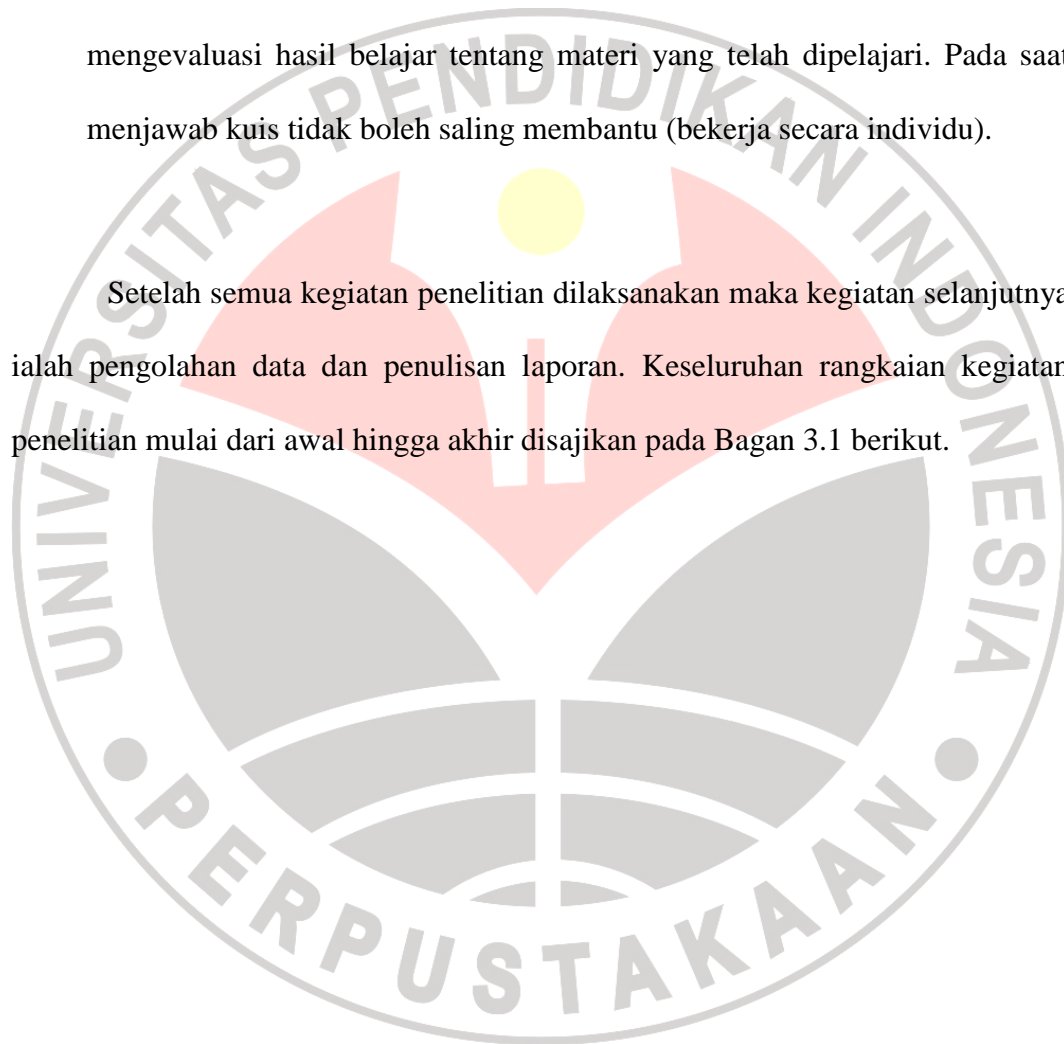 mengevaluasi hasil belajar tentang materi yang telah dipelajari. Pada saat
menjawab kuis tidak boleh saling membantu (bekerja secara individu).
Setelah semua kegiatan penelitian dilaksanakan maka kegiatan selanjutnya
ialah pengolahan data dan penulisan laporan. Keseluruhan rangkaian kegiatan
penelitian mulai dari awal hingga akhir disajikan pada Bagan 3.1 berikut.
UNIVERSITAS PENDIDIKAN INDONESIA
PERPUSTAKAAN